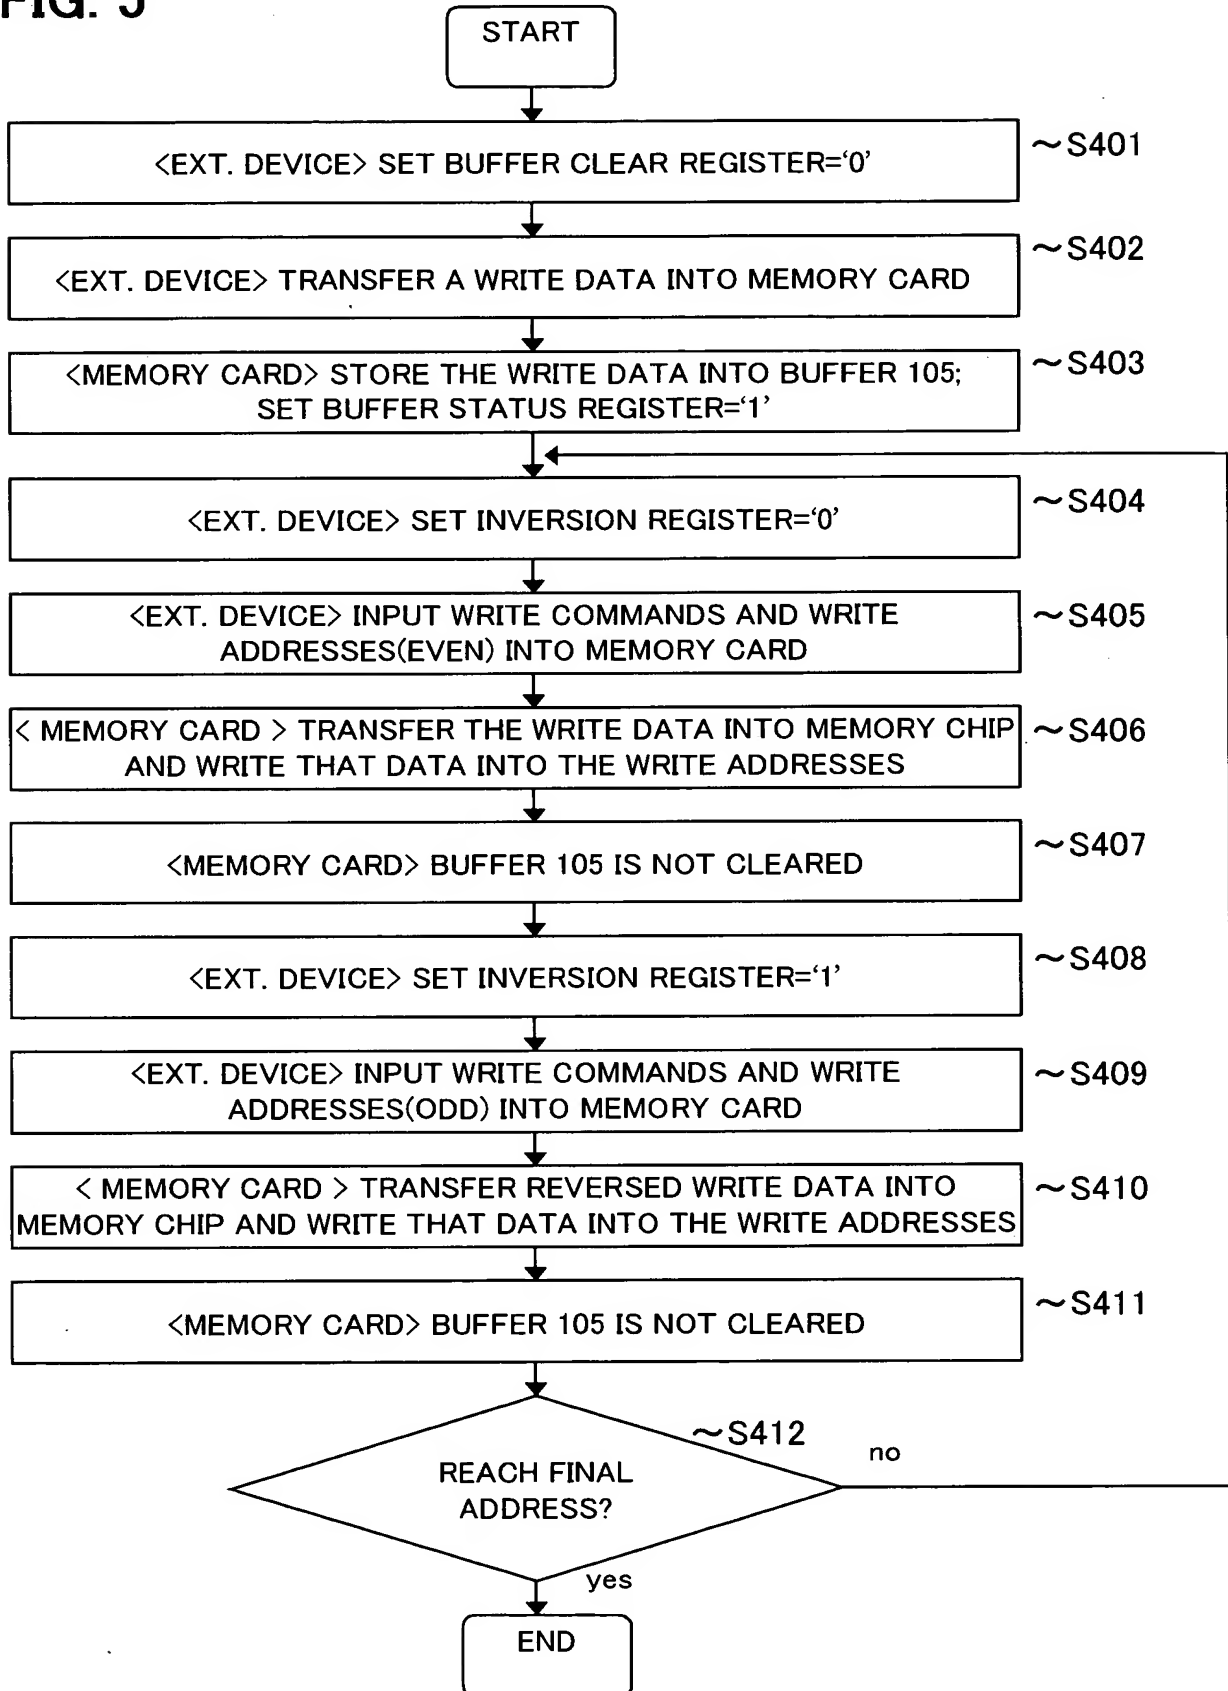 FIG. 5
START
<EXT. DEVICE> SET BUFFER CLEAR REGISTER=‘0’
~S401
<EXT. DEVICE> TRANSFER A WRITE DATA INTO MEMORY CARD
~S402
<MEMORY CARD> STORE THE WRITE DATA INTO BUFFER 105;
SET BUFFER STATUS REGISTER=‘1’
~S403
<EXT. DEVICE> SET INVERSION REGISTER=‘0’
~S404
<EXT. DEVICE> INPUT WRITE COMMANDS AND WRITE
ADDRESSES(EVEN) INTO MEMORY CARD
~S405
< MEMORY CARD > TRANSFER THE WRITE DATA INTO MEMORY CHIP
AND WRITE THAT DATA INTO THE WRITE ADDRESSES
~S406
<MEMORY CARD> BUFFER 105 IS NOT CLEARED
~S407
<EXT. DEVICE> SET INVERSION REGISTER=‘1’
~S408
<EXT. DEVICE> INPUT WRITE COMMANDS AND WRITE
ADDRESSES(ODD) INTO MEMORY CARD
~S409
< MEMORY CARD > TRANSFER REVERSED WRITE DATA INTO
MEMORY CHIP AND WRITE THAT DATA INTO THE WRITE ADDRESSES
~S410
<MEMORY CARD> BUFFER 105 IS NOT CLEARED
~S411
~S412
REACH FINAL
ADDRESS?
no
yes
END